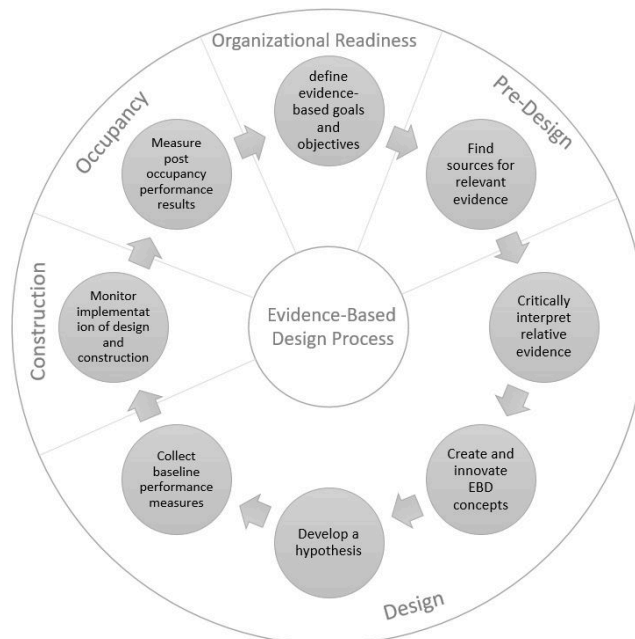 Organizational Readiness
define
evidence-
based goals
and
objectives
Pre-Design
Find
sources for
relevant
evidence
Critically
interpret
relative
evidence
Create and
innovate
EBD
concepts
Design
Develop a
hypothesis
Collect
baseline
performance
measures
Construction
Monitor
implementat
ion of design
and
construction
Occupancy
Measure
post
occupancy
performance
results
Evidence-Based
Design Process